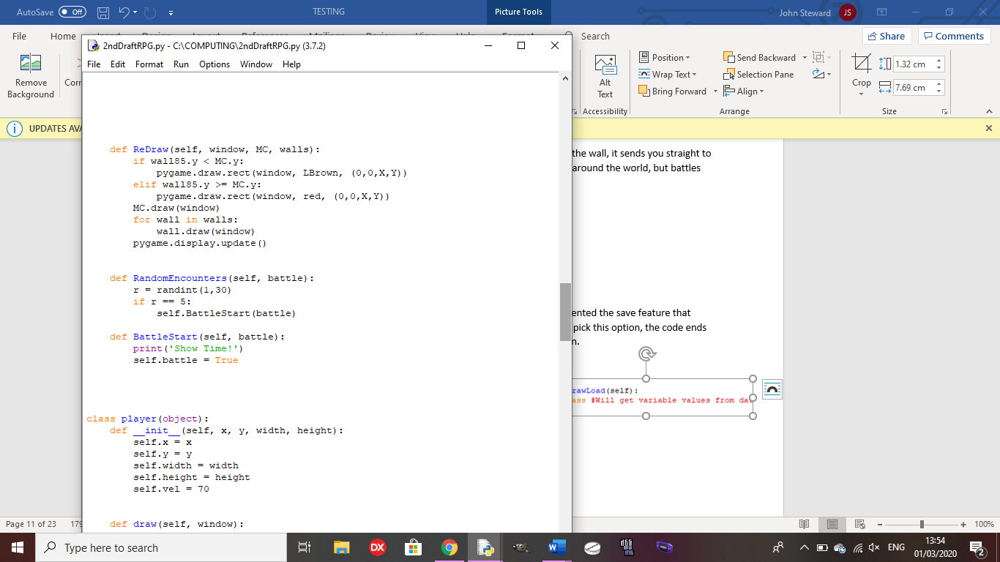 AutoSave Off TESTING Picture Tools John Steward JS
File Home Search Share Comments
2ndDraftRPG.py - C:\COMPUTING\2ndDraftRPG.py (3.7.2)
File Edit Format Run Options Window Help
Remove
Background
Corr
Alt
Text
Accessibility
Position
Wrap Text
Bring Forward
Send Backward
Selection Pane
Align
Arrange
Crop
1.32 cm
7.69 cm
Size
UPDATES AVA
def ReDraw(self, window, MC, walls):
if wall85.y < MC.y:
pygame.draw.rect(window, LBrown, (0,0,X,Y))
elif wall85.y >= MC.y:
pygame.draw.rect(window, red, (0,0,X,Y))
MC.draw(window)
for wall in walls:
wall.draw(window)
pygame.display.update()
def RandomEncounters(self, battle):
r = randint(1,30)
if r == 5:
self.BattleStart(battle)
def BattleStart(self, battle):
print('Show Time!')
self.battle = True
class player(object):
def __init__(self, x, y, width, height):
self.x = x
self.y = y
self.width = width
self.height = height
self.vel = 70
def draw(self, window):
the wall, it sends you straight to
around the world, but battles
ented the save feature that
pick this option, the code ends
n.
rawLoad(self):
ass #Will get variable values from da
Page 11 of 23 179
100%
Type here to search
DX
W
ENG
13:54
01/03/2020
2